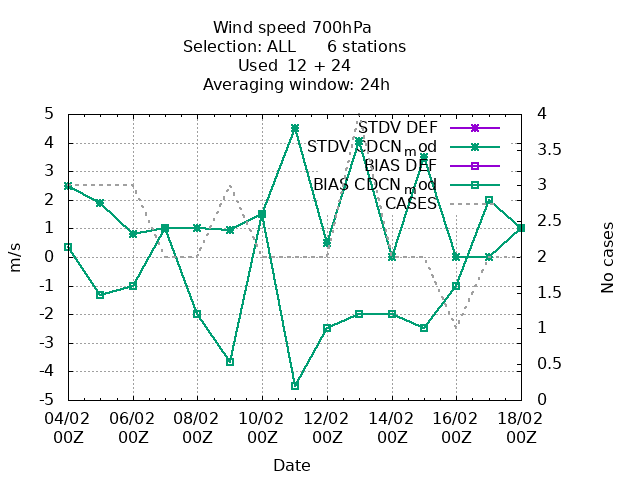 Wind speed 700hPa
Selection: ALL 6 stations
Used 12 + 24
Averaging window: 24h
5
4
3
2
1
0
-1
-2
-3
-4
-5
m/s
STDV DEF
STDV CDCNmod
BIAS DEF
BIAS CDCNmod
CASES
4
3.5
3
2.5
2
1.5
1
0.5
0
No cases
04/02 06/02 08/02 10/02 12/02 14/02 16/02 18/02
00Z 00Z 00Z 00Z 00Z 00Z 00Z 00Z
Date